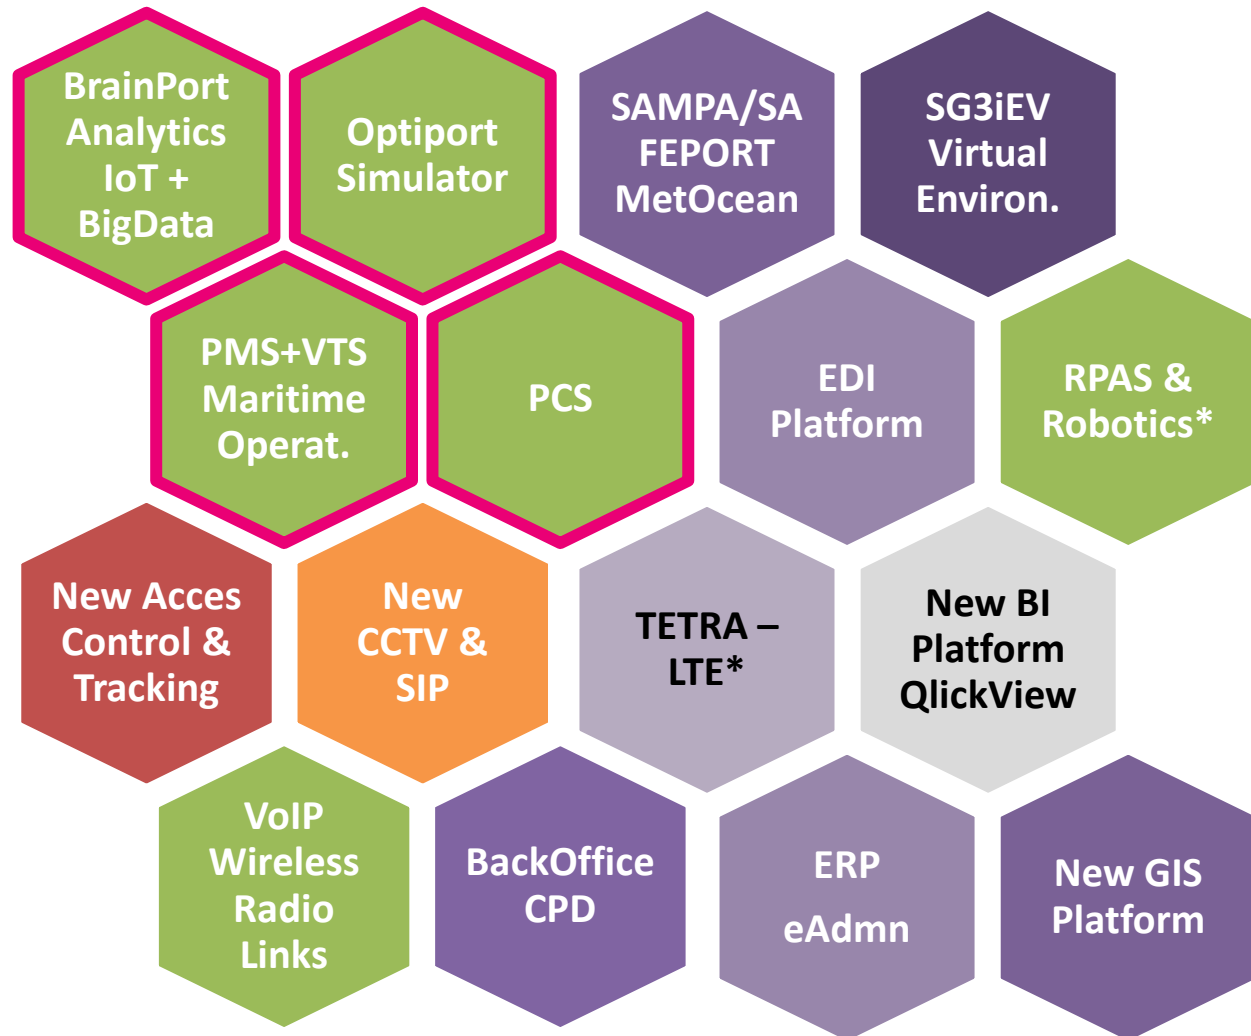 BrainPort
Analytics
IoT +
BigData
Optiport
Simulator
SAMPA/SA
FEPORT
MetOcean
SG3iEV
Virtual
Environ.
PMS+VTS
Maritime
Operat.
PCS
EDI
Platform
RPAS &
Robotics*
New Acces
Control &
Tracking
New
CCTV &
SIP
TETRA –
LTE*
New BI
Platform
QlickView
VoIP
Wireless
Radio
Links
BackOffice
CPD
ERP
eAdmn
New GIS
Platform